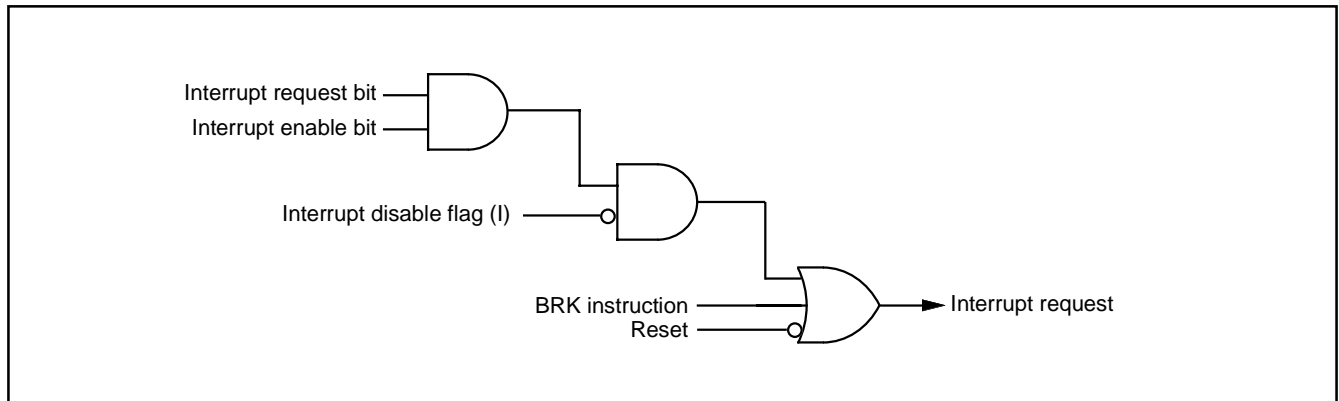 Interrupt request bit
Interrupt enable bit
Interrupt disable flag (I)
BRK instruction
Interrupt request
Reset